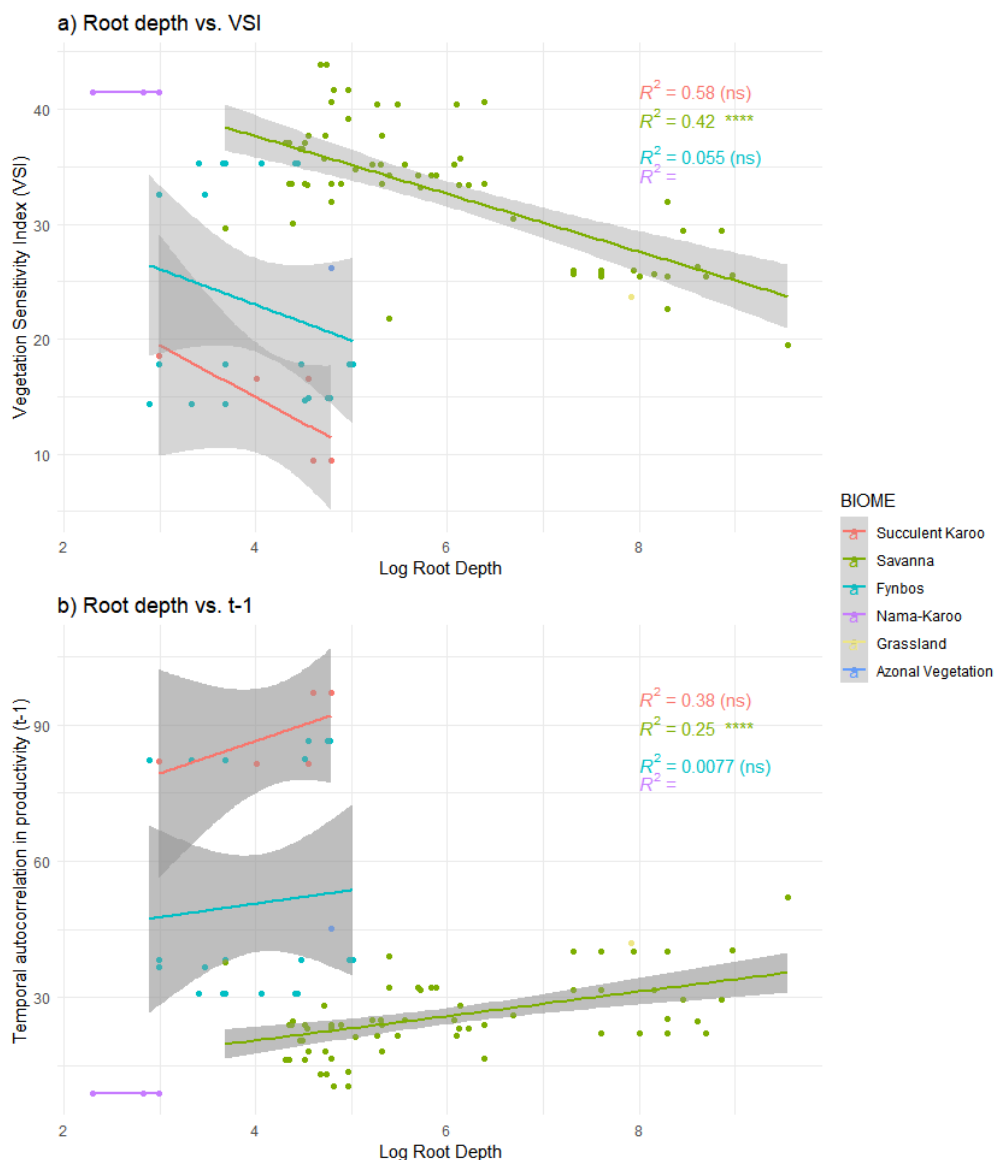 a) Root depth vs. VSI
Vegetation Sensitivity Index (VSI)
40
30
20
10
R² = 0.58 (ns)
R² = 0.42 ****
R² = 0.055 (ns)
R² =
2 4 6 8
Log Root Depth
b) Root depth vs. t-1
Temporal autocorrelation in productivity (t-1)
90
60
30
R² = 0.38 (ns)
R² = 0.25 ****
R² = 0.0077 (ns)
R² =
2 4 6 8
Log Root Depth
BIOME
a Succulent Karoo
a Savanna
a Fynbos
a Nama-Karoo
a Grassland
a Azonal Vegetation